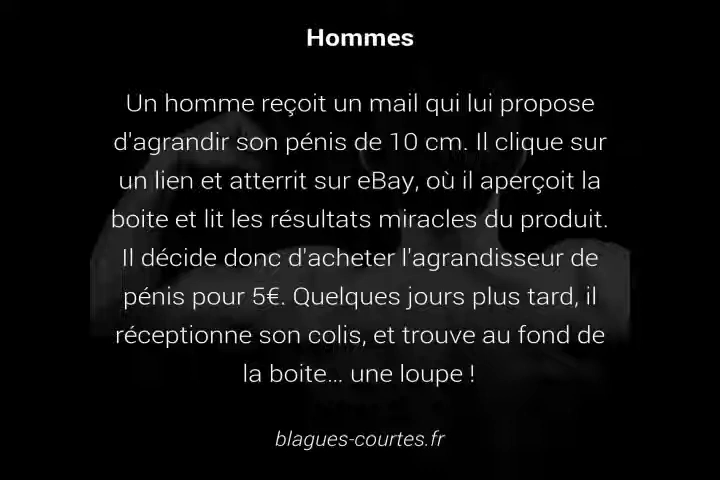 Hommes
Un homme reçoit un mail qui lui propose
d'agrandir son pénis de 10 cm. Il clique sur
un lien et atterrit sur eBay, où il aperçoit la
boite et lit les résultats miracles du produit.
Il décide donc d'acheter l'agrandisseur de
pénis pour 5€. Quelques jours plus tard, il
réceptionne son colis, et trouve au fond de
la boite... une loupe !
blagues-courtes.fr